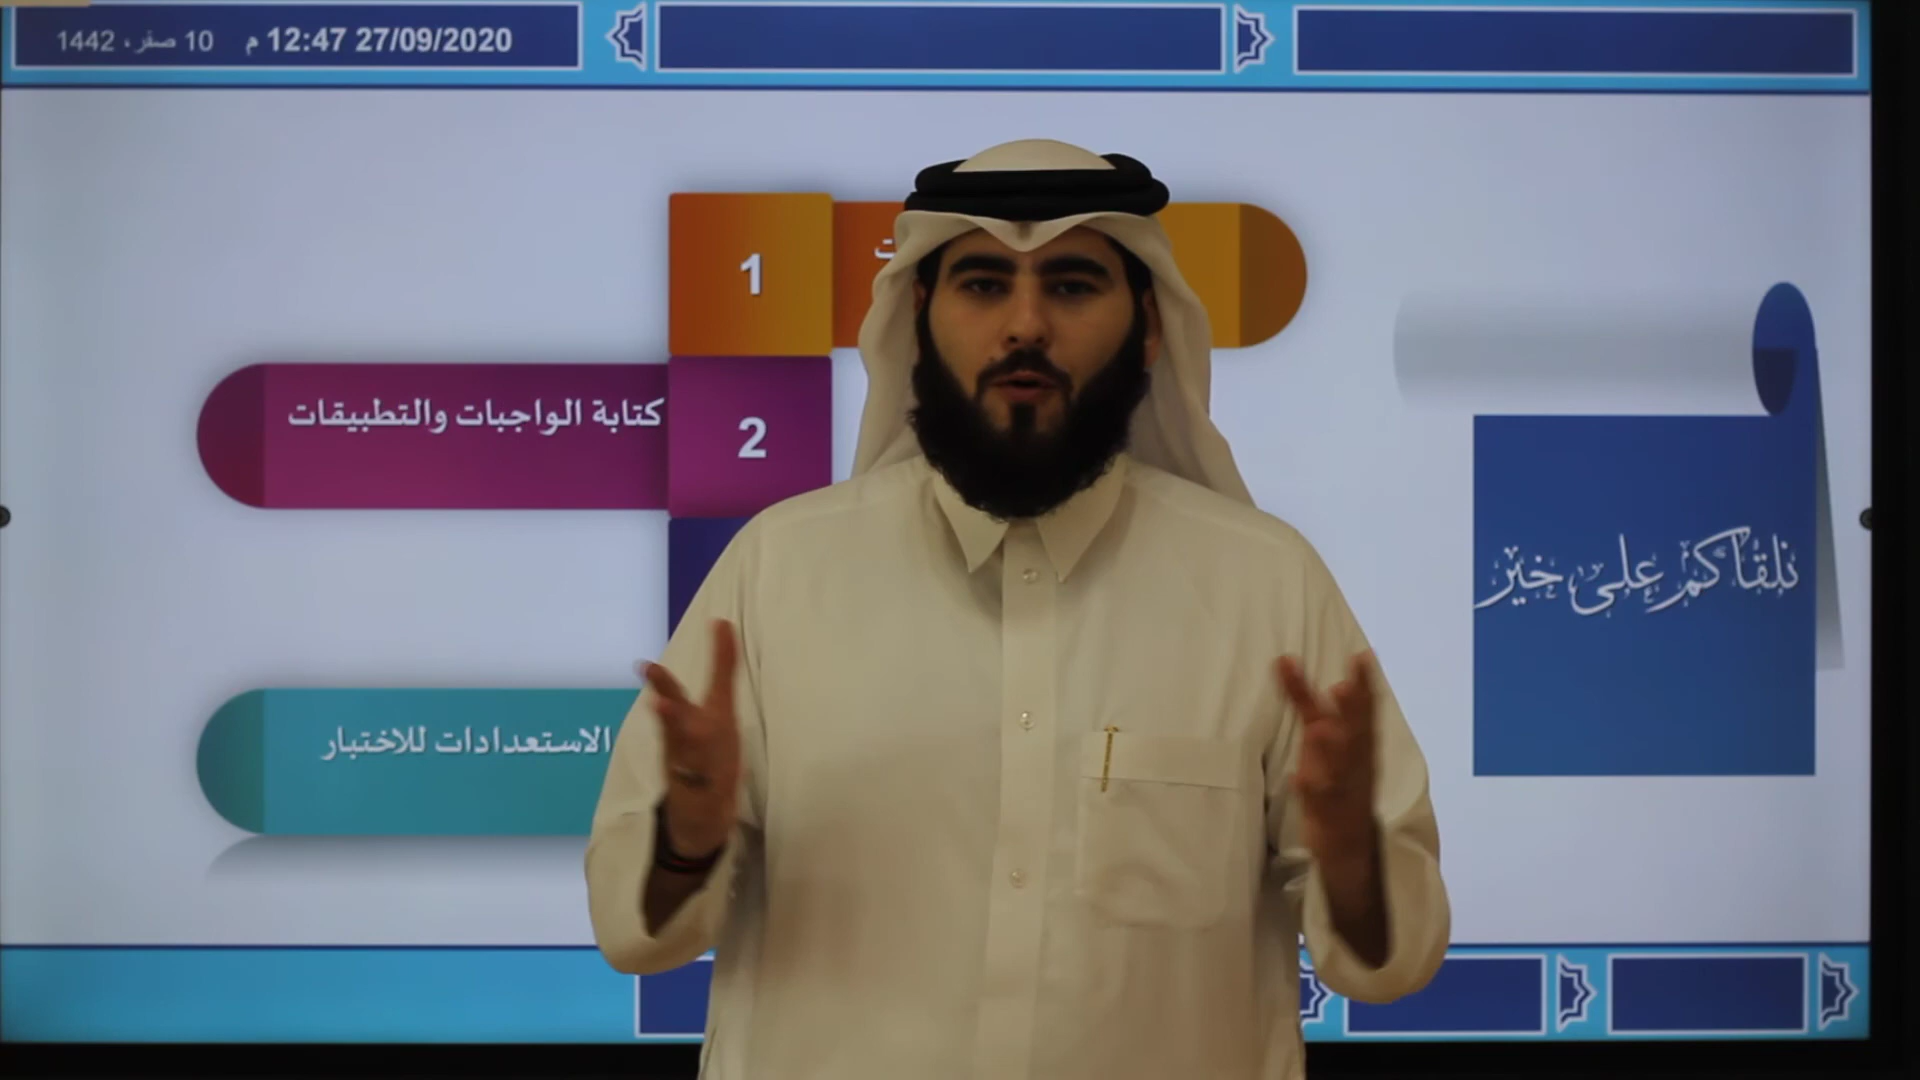 10 صفر، 1442
27/09/2020 12:47 م
1
كتابة الواجبات والتطبيقات
2
نلقاكم على خير
الاستعدادات للاختبار